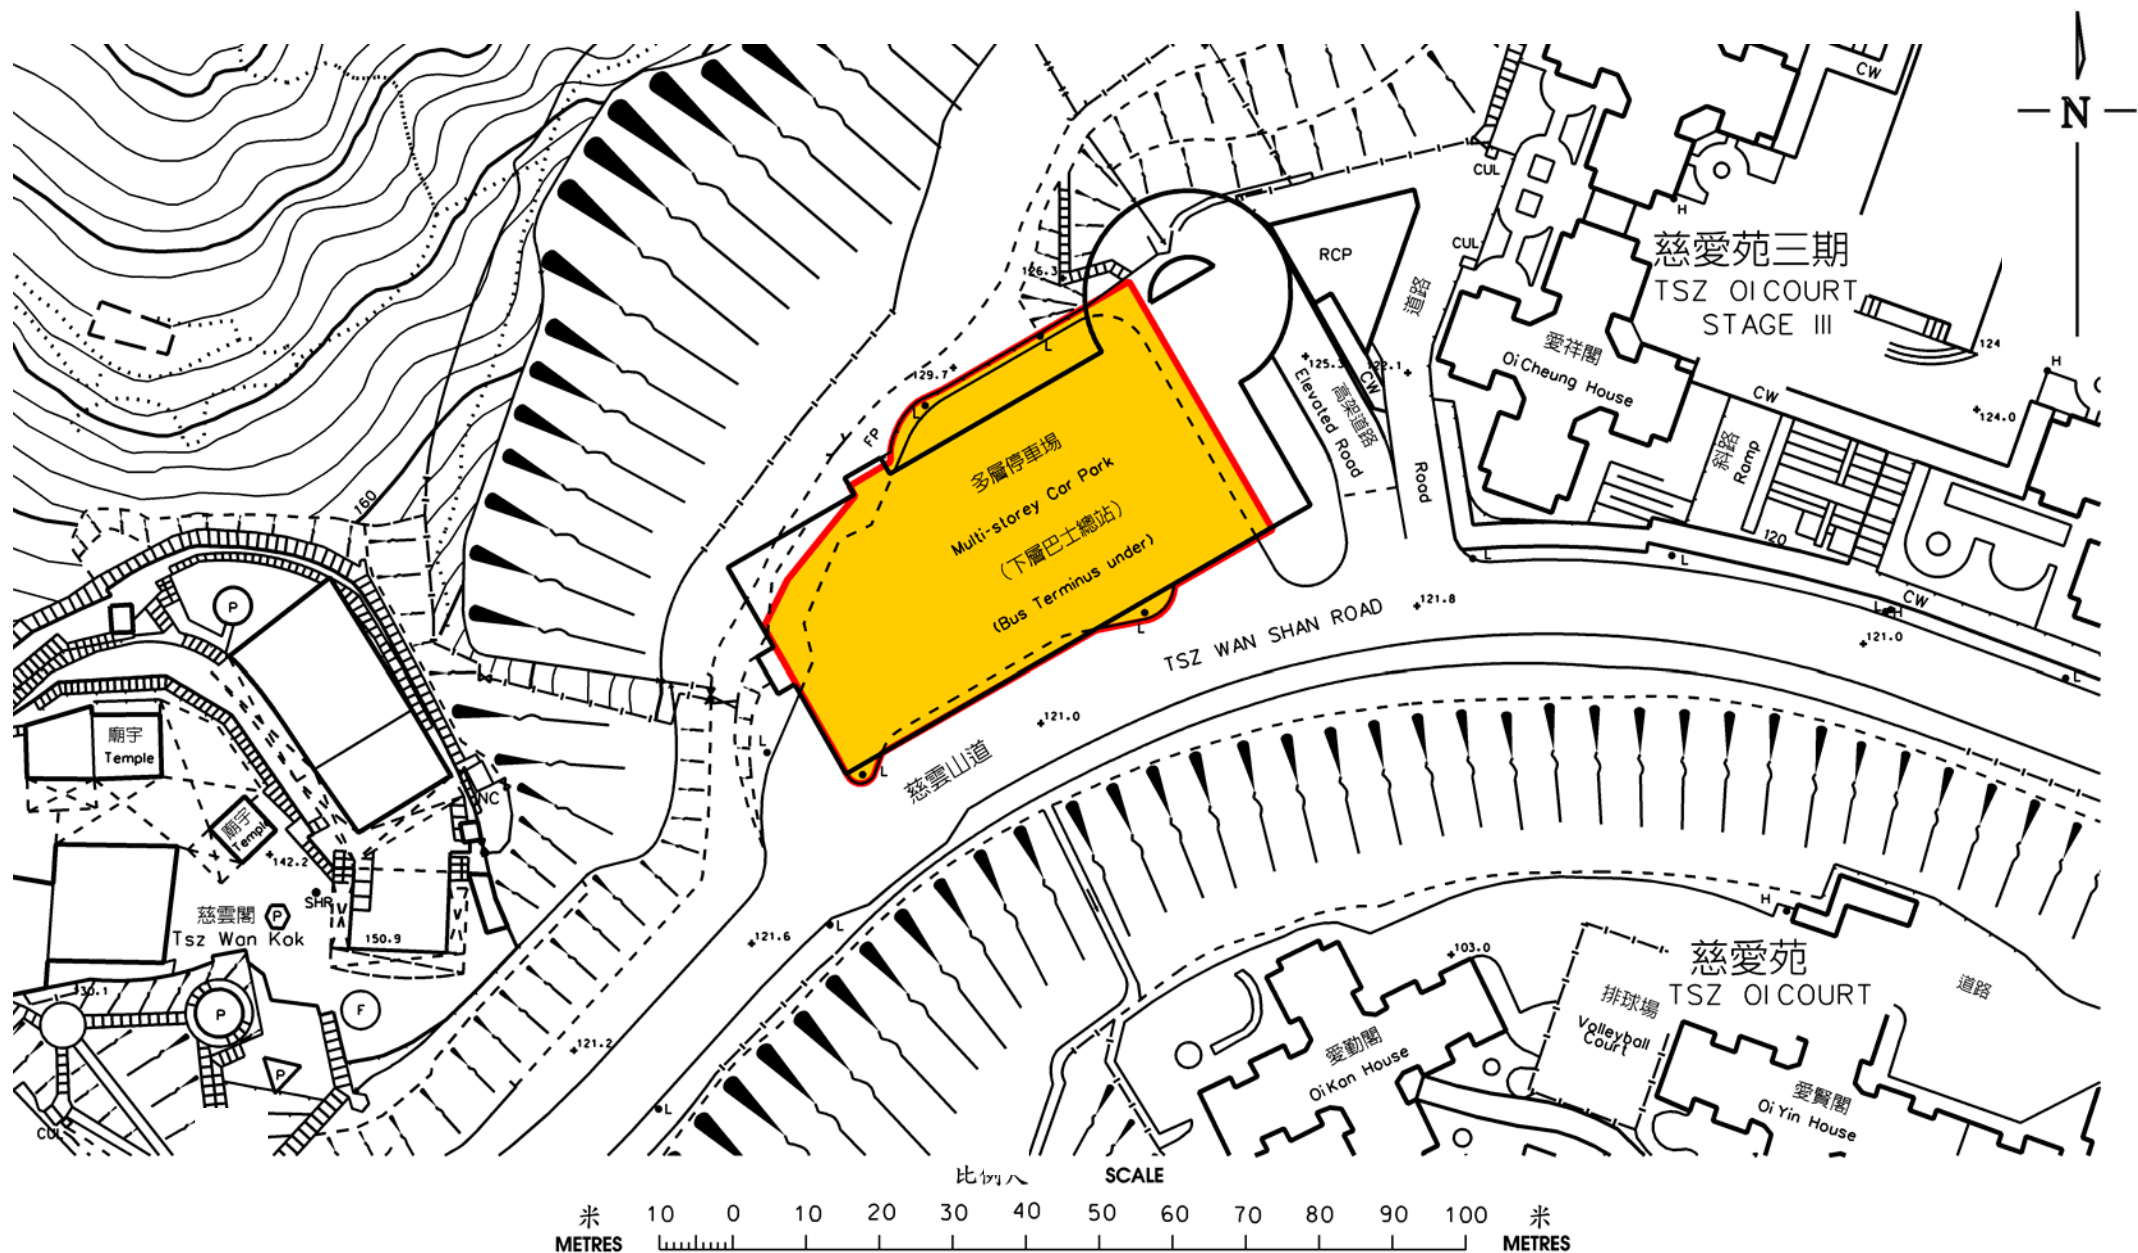 CW
N
CUL
H
CUL
慈愛苑三期
TSZ OI COURT
STAGE III
RCP
126.3
道路
L
124
H
愛祥閣
Oi Cheung House
125.3
122.1
129.7
CW
CW
L
FP
124.0
Elevated Road
高架道路
斜路
Ramp
Road
多層停車場
Multi-storey Car Park
(下層巴士總站)
(Bus Terminus under)
160
120
L
L
CW
L
H
121.8
121.0
P
L
TSZ WAN SHAN ROAD
L
121.0
慈雲山道
L
L
廟宇
Temple
NC
廟宇
Temple
142.2
SHR
慈雲閣
P
Tsz Wan Kok
150.9
121.6
L
H
103.0
慈愛苑
TSZ OI COURT
道路
排球場
Volleyball
Court
P
F
P
121.2
愛勤閣
Oi Kan House
愛賢閣
Oi Yin House
L
CUL
SCALE
米
METRES
10 0 10 20 30 40 50 60 70 80 90 100
米
METRES